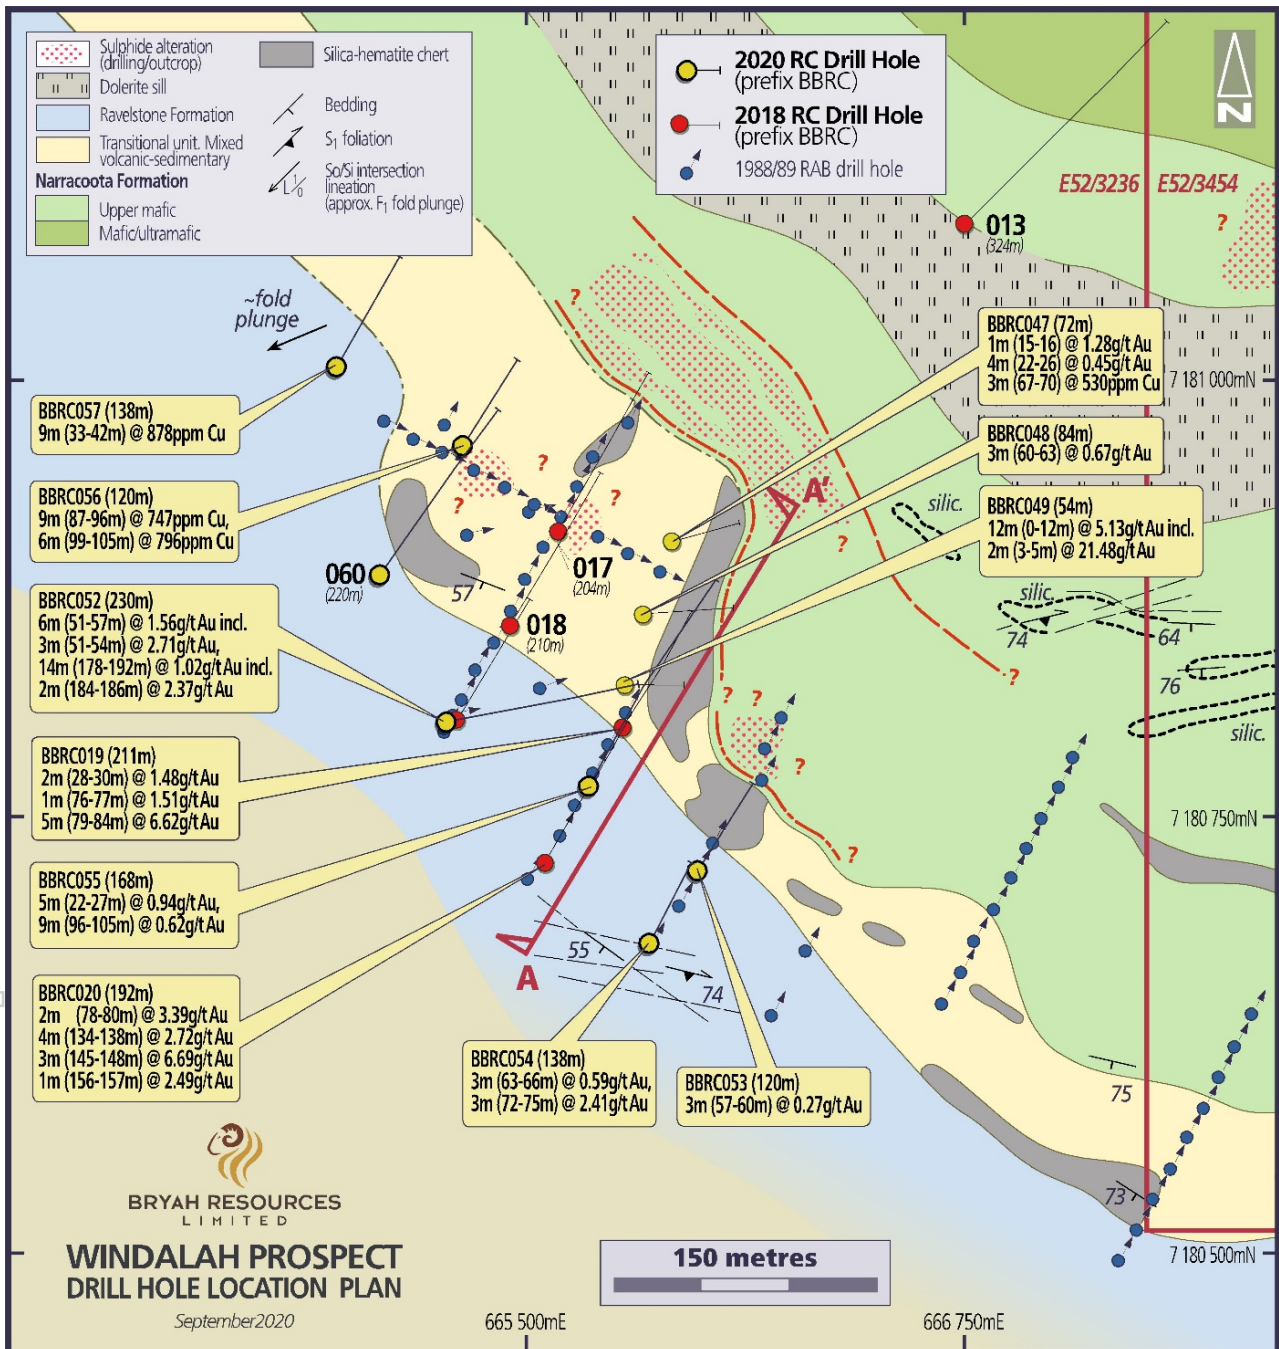 Sulphide alteration
(drilling/outcrop)
Dolerite sill
Ravelstone Formation
Transitional unit. Mixed
volcanic-sedimentary
Narracoota Formation
Upper mafic
Mafic/ultramafic
Silica-hematite chert
Bedding
S1 foliation
L 1/0
So/Si intersection
lineation
(approx. F1 fold plunge)
2020 RC Drill Hole
(prefix BBRC)
2018 RC Drill Hole
(prefix BBRC)
1988/89 RAB drill hole
N
E52/3236
E52/3454
?
013
(324m)
~fold
plunge
?
BBRC047 (72m)
1m (15-16) @ 1.28g/t Au
4m (22-26) @ 0.45g/t Au
3m (67-70) @ 530ppm Cu
7 181 000mN
BBRC057 (138m)
9m (33-42m) @ 878ppm Cu
BBRC048 (84m)
3m (60-63) @ 0.67g/t Au
?
?
?
BBRC056 (120m)
9m (87-96m) @ 747ppm Cu,
6m (99-105m) @ 796ppm Cu
A'
silic.
BBRC049 (54m)
12m (0-12m) @ 5.13g/t Au incl.
2m (3-5m) @ 21.48g/t Au
?
060
(220m)
57
017
(204m)
018
(210m)
silic.
74
64
76
silic.
?
BBRC052 (230m)
6m (51-57m) @ 1.56g/t Au incl.
3m (51-54m) @ 2.71g/t Au,
14m (178-192m) @ 1.02g/t Au incl.
2m (184-186m) @ 2.37g/t Au
?
?
?
BBRC019 (211m)
2m (28-30m) @ 1.48g/t Au
1m (76-77m) @ 1.51g/t Au
5m (79-84m) @ 6.62g/t Au
7 180 750mN
?
BBRC055 (168m)
5m (22-27m) @ 0.94g/t Au,
9m (96-105m) @ 0.62g/t Au
55
A
74
BBRC020 (192m)
2m (78-80m) @ 3.39g/t Au
4m (134-138m) @ 2.72g/t Au
3m (145-148m) @ 6.69g/t Au
1m (156-157m) @ 2.49g/t Au
BBRC054 (138m)
3m (63-66m) @ 0.59g/t Au,
3m (72-75m) @ 2.41g/t Au
BBRC053 (120m)
3m (57-60m) @ 0.27g/t Au
75
73
BRYAH RESOURCES
LIMITED
WINDALAH PROSPECT
DRILL HOLE LOCATION PLAN
September2020
150 metres
7 180 500mN
665 500mE
666 750mE